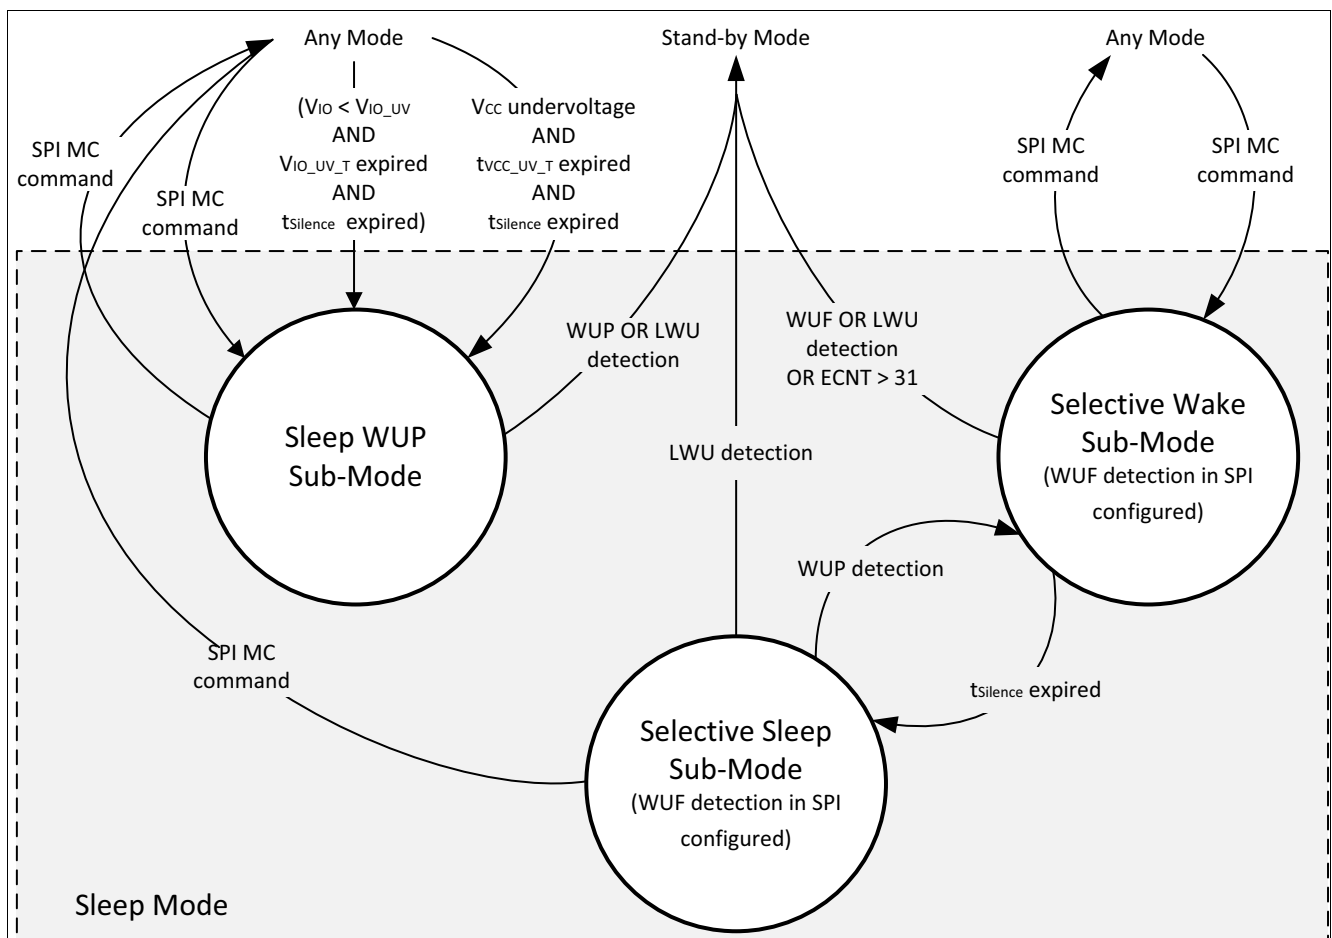 Any Mode
Stand-by Mode
Any Mode
(VIO < VIO_UV
AND
VIO_UV_T expired
AND
tSilence expired)
VCC undervoltage
AND
tVCC_UV_T expired
AND
tSilence expired
SPI MC
command
SPI MC
command
SPI MC
command
SPI MC
command
WUP OR LWU
detection
WUF OR LWU
detection
OR ECNT > 31
Sleep WUP
Sub-Mode
LWU detection
Selective Wake
Sub-Mode
(WUF detection in SPI
configured)
WUP detection
SPI MC
command
tSilence expired
Selective Sleep
Sub-Mode
(WUF detection in SPI
configured)
Sleep Mode